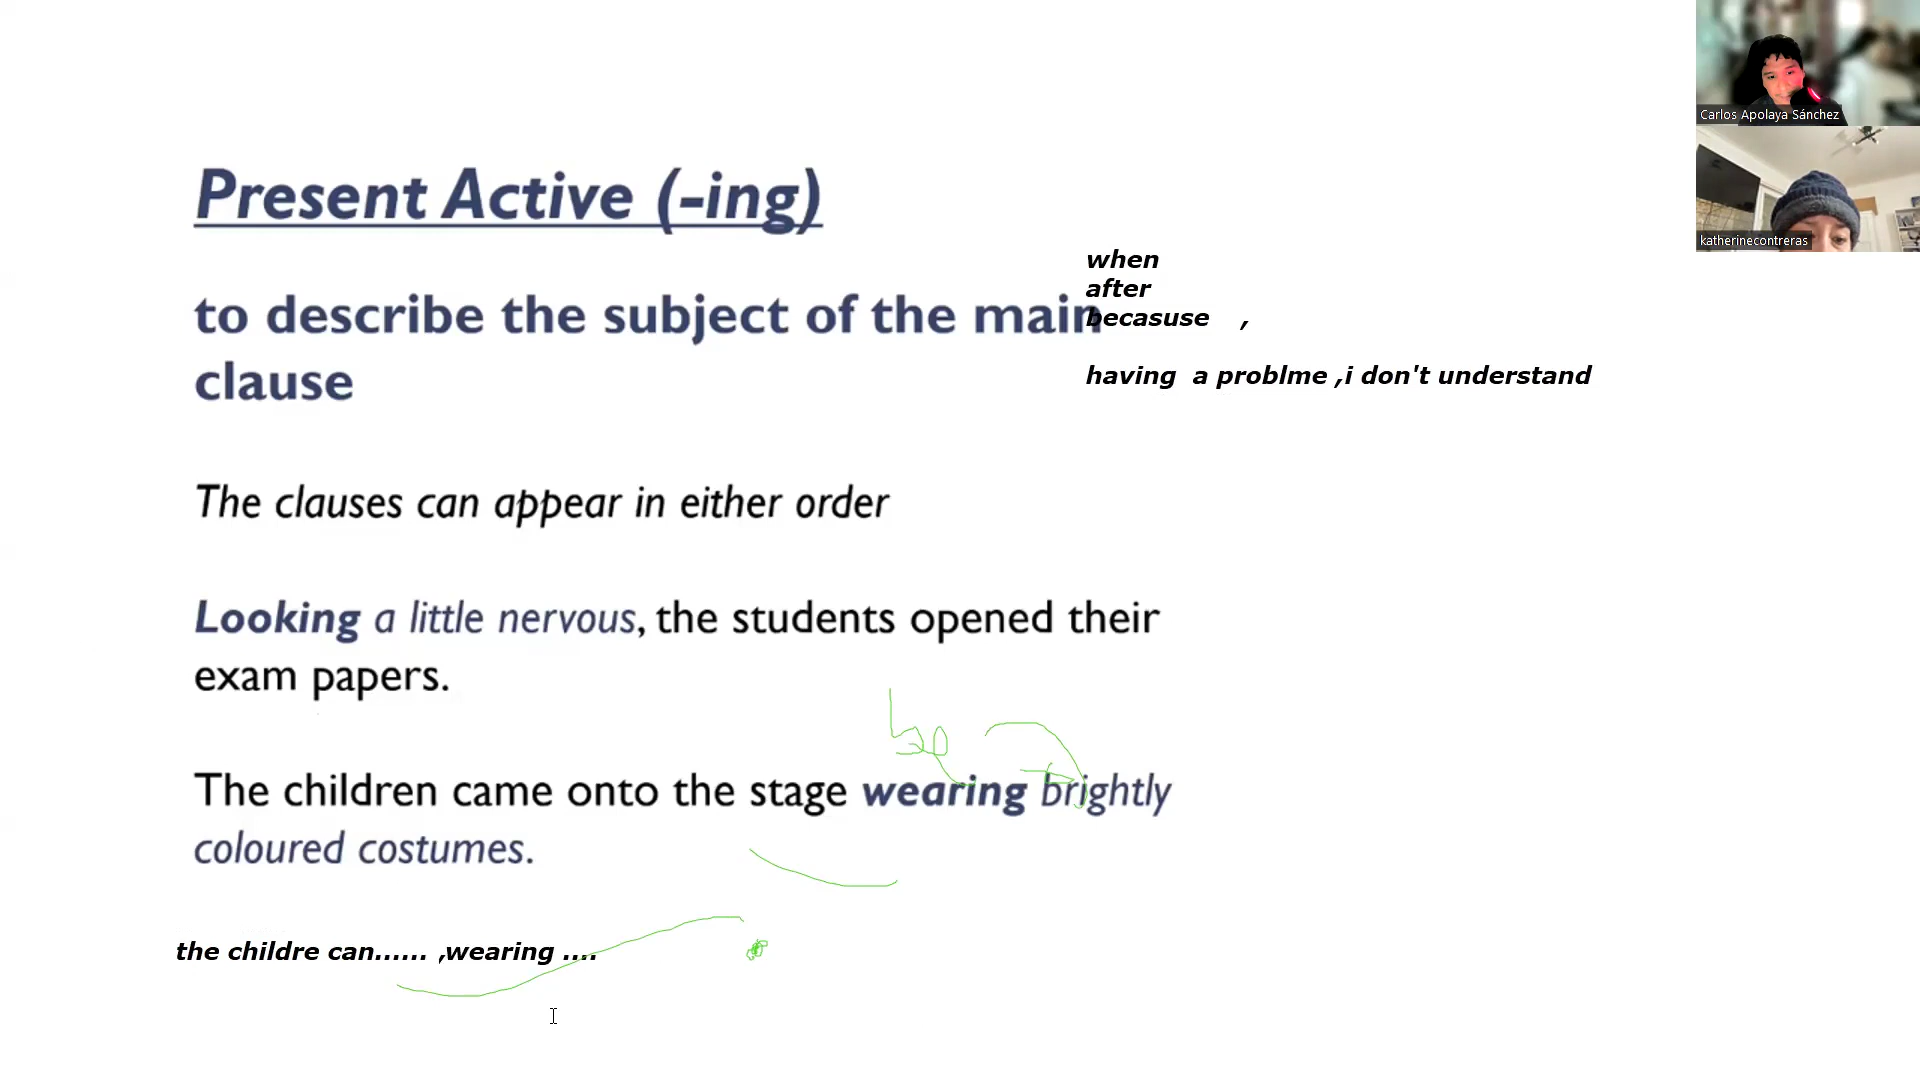 Carlos Apolaya Sánchez
katherinecontreras
Present Active (-ing)
when
after
becasuse ,
to describe the subject of the main
clause
having a problme ,i don't understand
The clauses can appear in either order
Looking a little nervous, the students opened their
exam papers.
be
The children came onto the stage wearing brightly
coloured costumes.
the childre can...... ,wearing ....